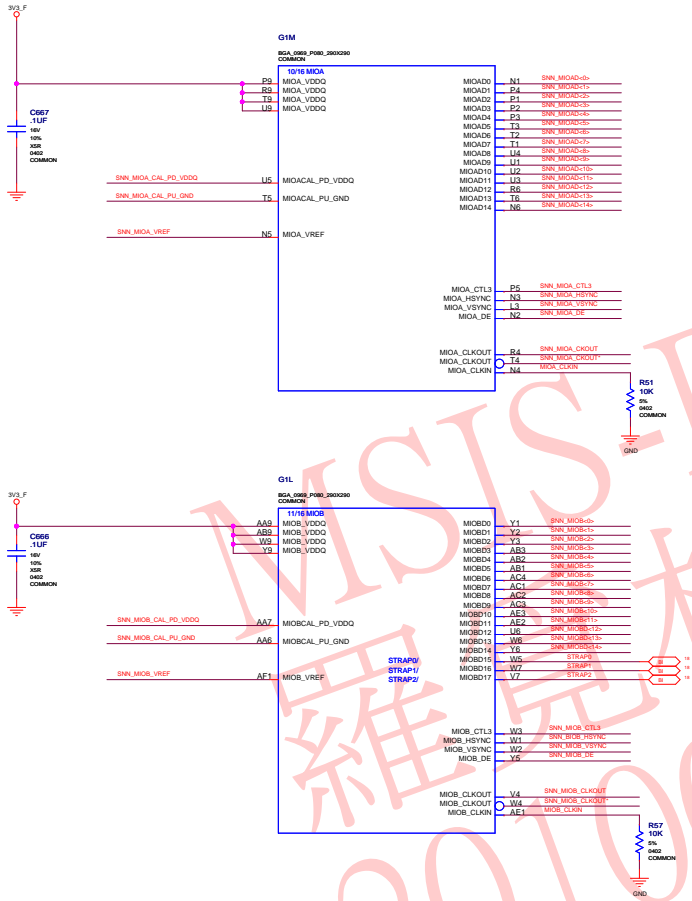 3V3_F
G1M
BGA_0969_P080_290X290
COMMON
10/16 MIOA
P9 MIOA_VDDQ
R9 MIOA_VDDQ
T9 MIOA_VDDQ
U9 MIOA_VDDQ
C667
.1UF
16V
10%
X5R
0402
COMMON
SNN_MIOA_CAL_PD_VDDQ U5 MIOACAL_PD_VDDQ
SNN_MIOA_CAL_PU_GND T5 MIOACAL_PU_GND
SNN_MIOA_VREF N5 MIOA_VREF
MIOAD0 N1 SNN_MIOAD<0>
MIOAD1 P4 SNN_MIOAD<1>
MIOAD2 P1 SNN_MIOAD<2>
MIOAD3 P2 SNN_MIOAD<3>
MIOAD4 P3 SNN_MIOAD<4>
MIOAD5 T3 SNN_MIOAD<5>
MIOAD6 T2 SNN_MIOAD<6>
MIOAD7 T1 SNN_MIOAD<7>
MIOAD8 U4 SNN_MIOAD<8>
MIOAD9 U1 SNN_MIOAD<9>
MIOAD10 U2 SNN_MIOAD<10>
MIOAD11 U3 SNN_MIOAD<11>
MIOAD12 R6 SNN_MIOAD<12>
MIOAD13 T6 SNN_MIOAD<13>
MIOAD14 N6 SNN_MIOAD<14>
MIOA_CTL3 P5 SNN_MIOA_CTL3
MIOA_HSYNC N3 SNN_MIOA_HSYNC
MIOA_VSYNC L3 SNN_MIOA_VSYNC
MIOA_DE N2 SNN_MIOA_DE
MIOA_CLKOUT R4 SNN_MIOA_CKOUT
MIOA_CLKOUT T4 SNN_MIOA_CKOUT*
MIOA_CLKIN N4 MIOA_CLKIN
R51
10K
5%
0402
COMMON
GND
3V3_F
G1L
BGA_0969_P080_290X290
COMMON
11/16 MIOB
AA9 MIOB_VDDQ
AB9 MIOB_VDDQ
W9 MIOB_VDDQ
Y9 MIOB_VDDQ
C666
.1UF
16V
10%
X5R
0402
COMMON
SNN_MIOB_CAL_PD_VDDQ AA7 MIOBCAL_PD_VDDQ
SNN_MIOB_CAL_PU_GND AA6 MIOBCAL_PU_GND
SNN_MIOB_VREF AF1 MIOB_VREF
MIOBD0 Y1 SNN_MIOB<0>
MIOBD1 Y2 SNN_MIOB<1>
MIOBD2 Y3 SNN_MIOB<2>
MIOBD3 AB3 SNN_MIOB<3>
MIOBD4 AB2 SNN_MIOB<4>
MIOBD5 AB1 SNN_MIOB<5>
MIOBD6 AC4 SNN_MIOB<6>
MIOBD7 AC1 SNN_MIOB<7>
MIOBD8 AC2 SNN_MIOB<8>
MIOBD9 AC3 SNN_MIOB<9>
MIOBD10 AE3 SNN_MIOB<10>
MIOBD11 AE2 SNN_MIOB<11>
MIOBD12 U6 SNN_MIOBD<12>
MIOBD13 W6 SNN_MIOBD<13>
MIOBD14 Y6 SNN_MIOBD<14>
STRAP0/ MIOBD15 W5 STRAP0
STRAP1/ MIOBD16 W7 STRAP1
STRAP2/ MIOBD17 V7 STRAP2
MIOB_CTL3 W3 SNN_MIOB_CTL3
MIOB_HSYNC W1 SNN_BIOB_HSYNC
MIOB_VSYNC W2 SNN_MIOB_VSYNC
MIOB_DE Y5 SNN_MIOB_DE
MIOB_CLKOUT V4 SNN_MIOB_CLKOUT
MIOB_CLKOUT W4 SNN_MIOB_CLKOUT*
MIOB_CLKIN AE1 MIOB_CLKIN
R57
10K
5%
0402
COMMON
GND
MSIS-
羅亮